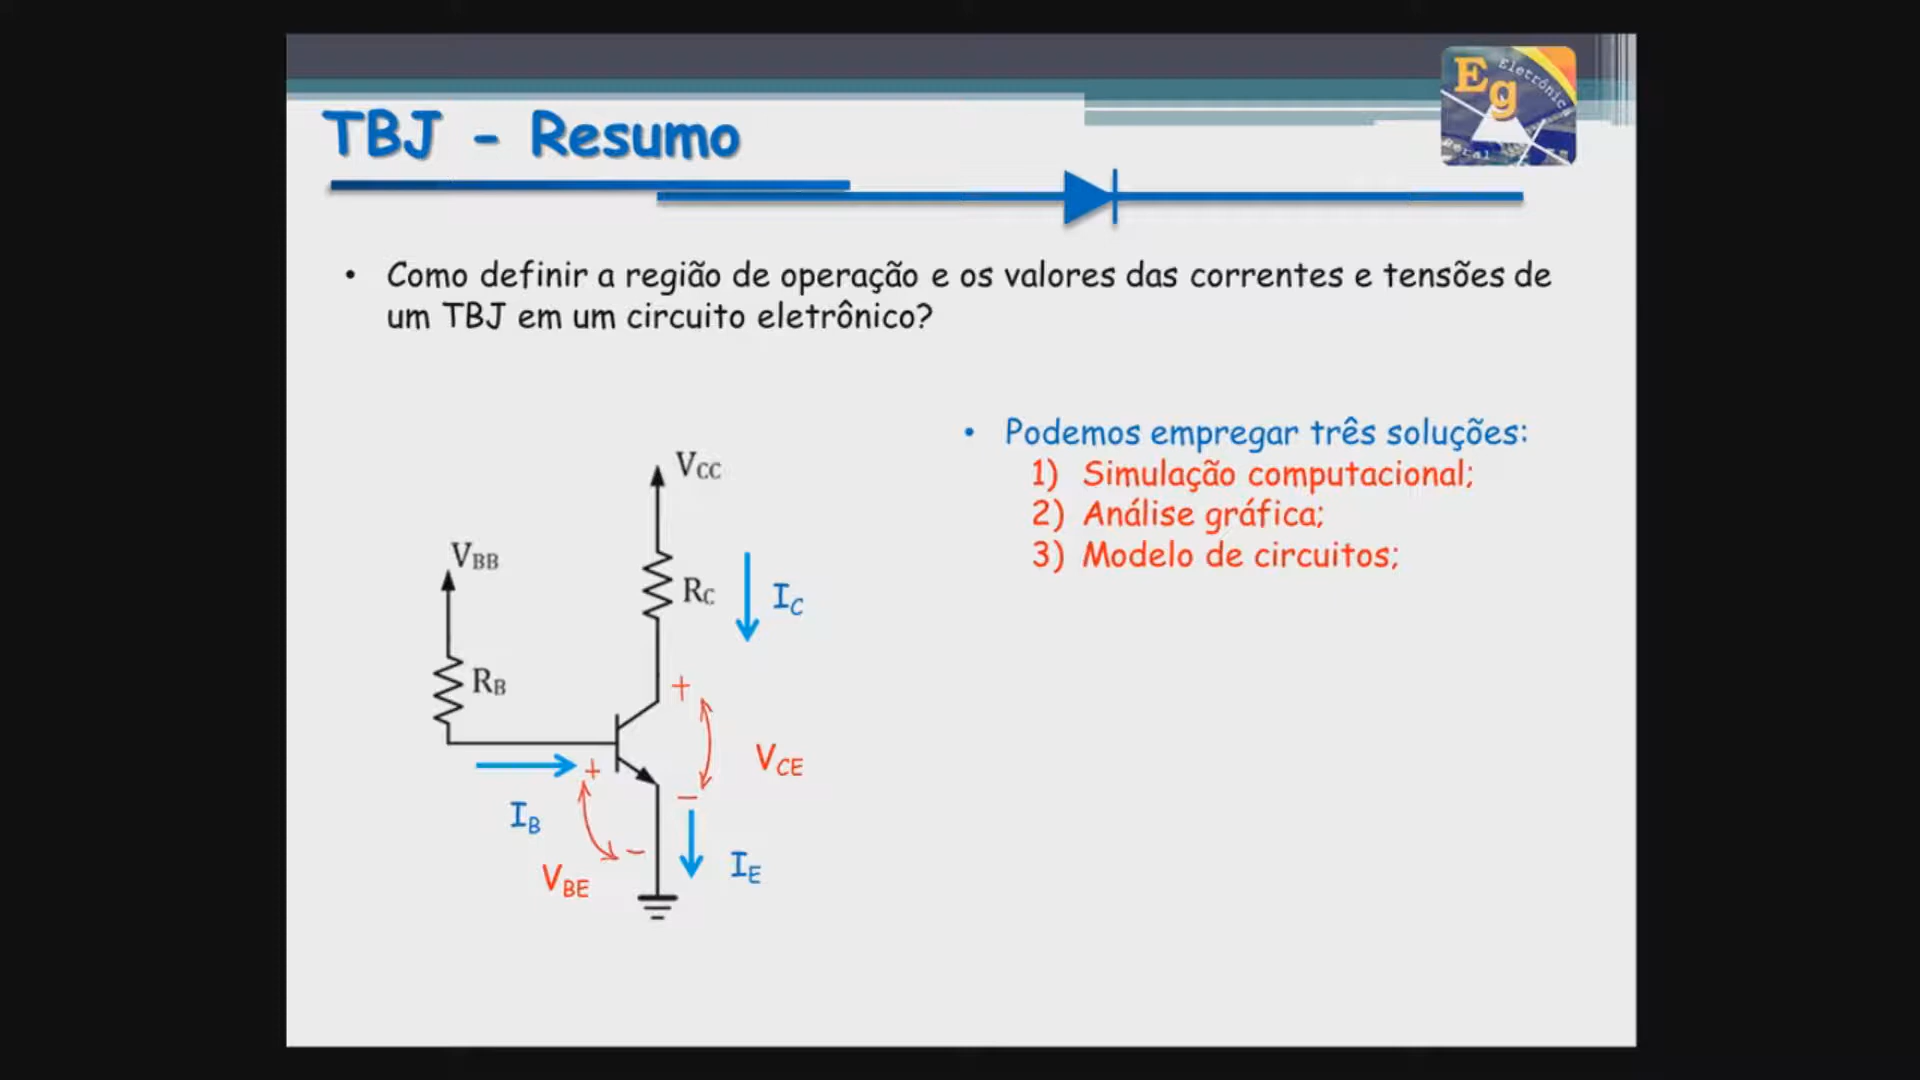 Eg
Eletrônic
Geral
TBJ - Resumo
• Como definir a região de operação e os valores das correntes e tensões de
um TBJ em um circuito eletrônico?
• Podemos empregar três soluções:
1) Simulação computacional;
2) Análise gráfica;
3) Modelo de circuitos;
VCC
VBB
RC
IC
RB
+
+
VCE
IB
−
−
VBE
IE